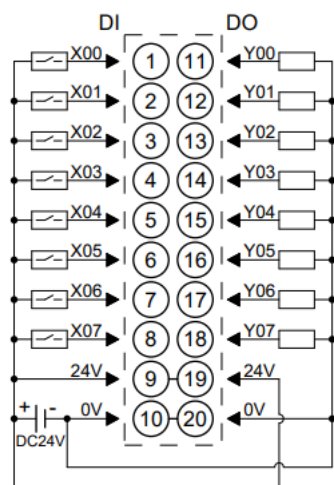 DI DO
X00 1 11 Y00
X01 2 12 Y01
X02 3 13 Y02
X03 4 14 Y03
X04 5 15 Y04
X05 6 16 Y05
X06 7 17 Y06
X07 8 18 Y07
24V 9 19 24V
+ - 0V 10 20 0V
DC24V